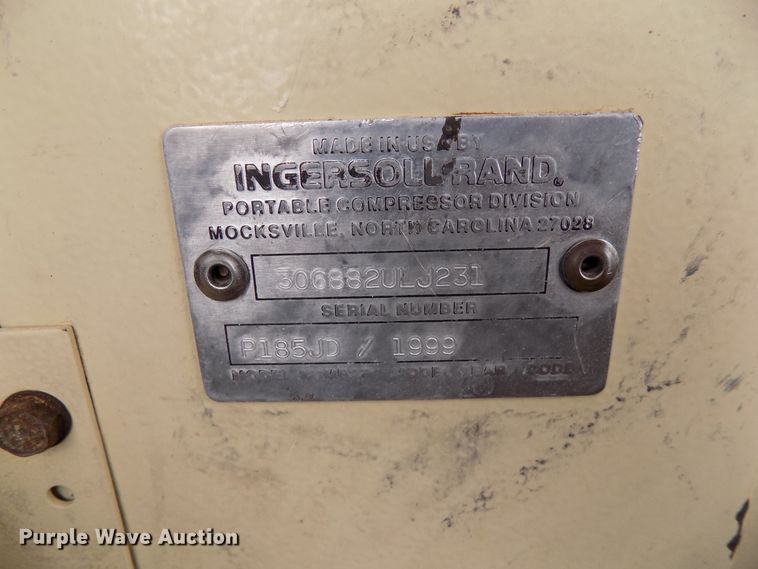 MADE IN USA BY
INGERSOLL-RAND®
PORTABLE COMPRESSOR DIVISION
MOCKSVILLE, NORTH CAROLINA 27028
306882ULJ231
SERIAL NUMBER
P185JD / 1999
CODE
Purple Wave Auction®